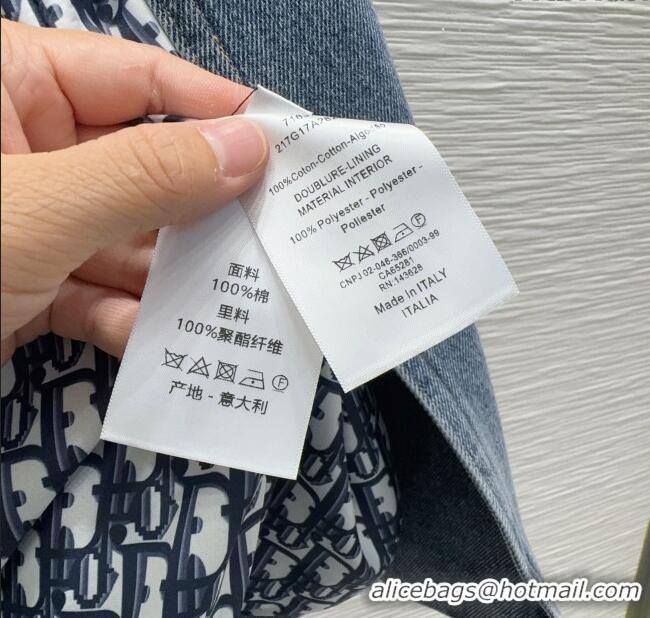 217G17A
100%Coton-Cotton-Algodão
DOUBLURE-LINING
MATERIAL INTERIOR
100% Polyester - Polyester -
Poliester
F
CNPJ 02-046-366/0003-99
CA65281
RN:143628
Made in ITALY
ITALIA
面料
100%棉
里料
100%聚酯纤维
F
产地 - 意大利
alicebags@hotmail.com